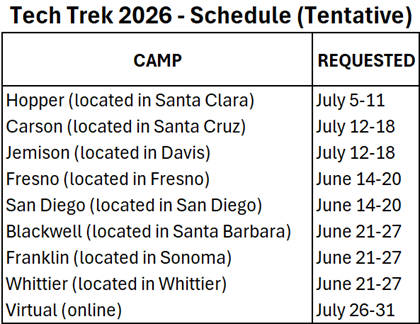 Tech Trek 2026 - Schedule (Tentative)
CAMP REQUESTED
Hopper (located in Santa Clara) July 5-11
Carson (located in Santa Cruz) July 12-18
Jemison (located in Davis) July 12-18
Fresno (located in Fresno) June 14-20
San Diego (located in San Diego) June 14-20
Blackwell (located in Santa Barbara) June 21-27
Franklin (located in Sonoma) June 21-27
Whittier (located in Whittier) June 21-27
Virtual (online) July 26-31